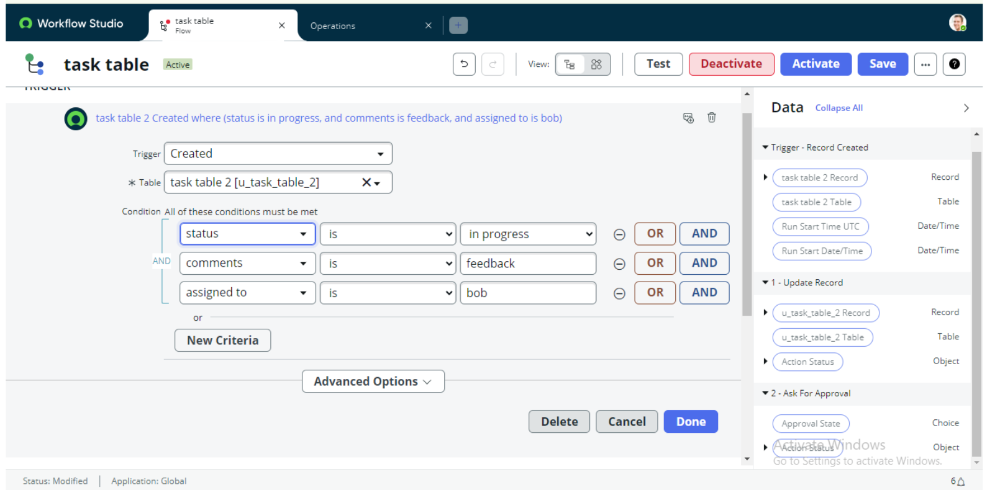 Workflow Studio
task table
Flow
Operations
task table
Active
View:
Test
Deactivate
Activate
Save
TRIGGER
task table 2 Created where (status is in progress, and comments is feedback, and assigned to is bob)
Trigger
Created
* Table
task table 2 [u_task_table_2]
Condition All of these conditions must be met
status is in progress OR AND
AND
comments is feedback OR AND
assigned to is bob OR AND
or
New Criteria
Advanced Options
Delete Cancel Done
Data Collapse All
Trigger - Record Created
task table 2 Record Record
task table 2 Table Table
Run Start Time UTC Date/Time
Run Start Date/Time Date/Time
1 - Update Record
u_task_table_2 Record Record
u_task_table_2 Table Table
Action Status Object
2 - Ask For Approval
Approval State Choice
Action Status Object
Activate Windows
Go to Settings to activate Windows.
Status: Modified | Application: Global
6